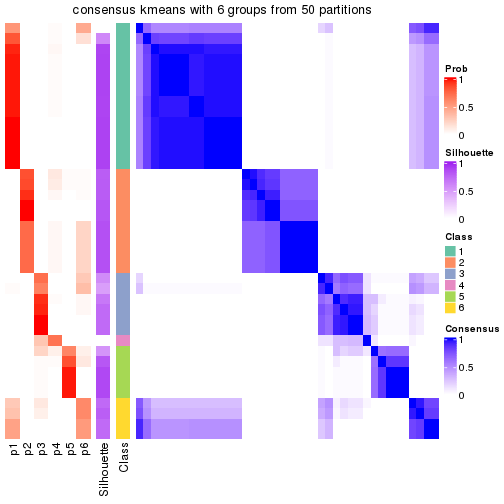 consensus kmeans with 6 groups from 50 partitions
Prob
1
0.5
0
Silhouette
1
0.5
0
Class
1
2
3
4
5
6
Consensus
1
0.5
0
p1
p2
p3
p4
p5
p6
Silhouette
Class